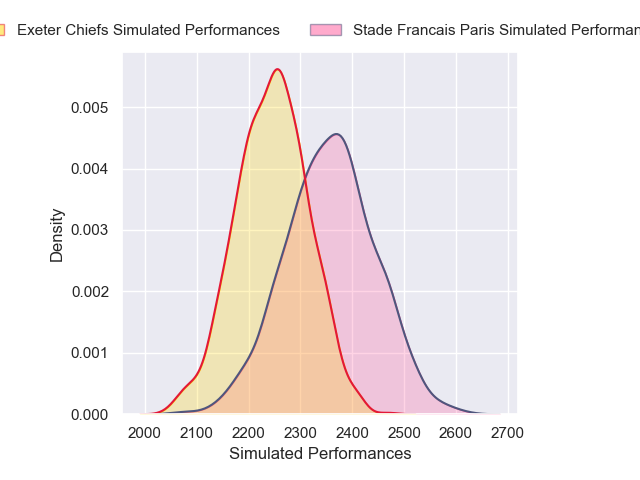 Exeter Chiefs Simulated Performances Stade Francais Paris Simulated
0.005
0.004
0.003
0.002
0.001
0.000
Density
2000 2100 2200 2300 2400 2500 2600 2700
Simulated Performances